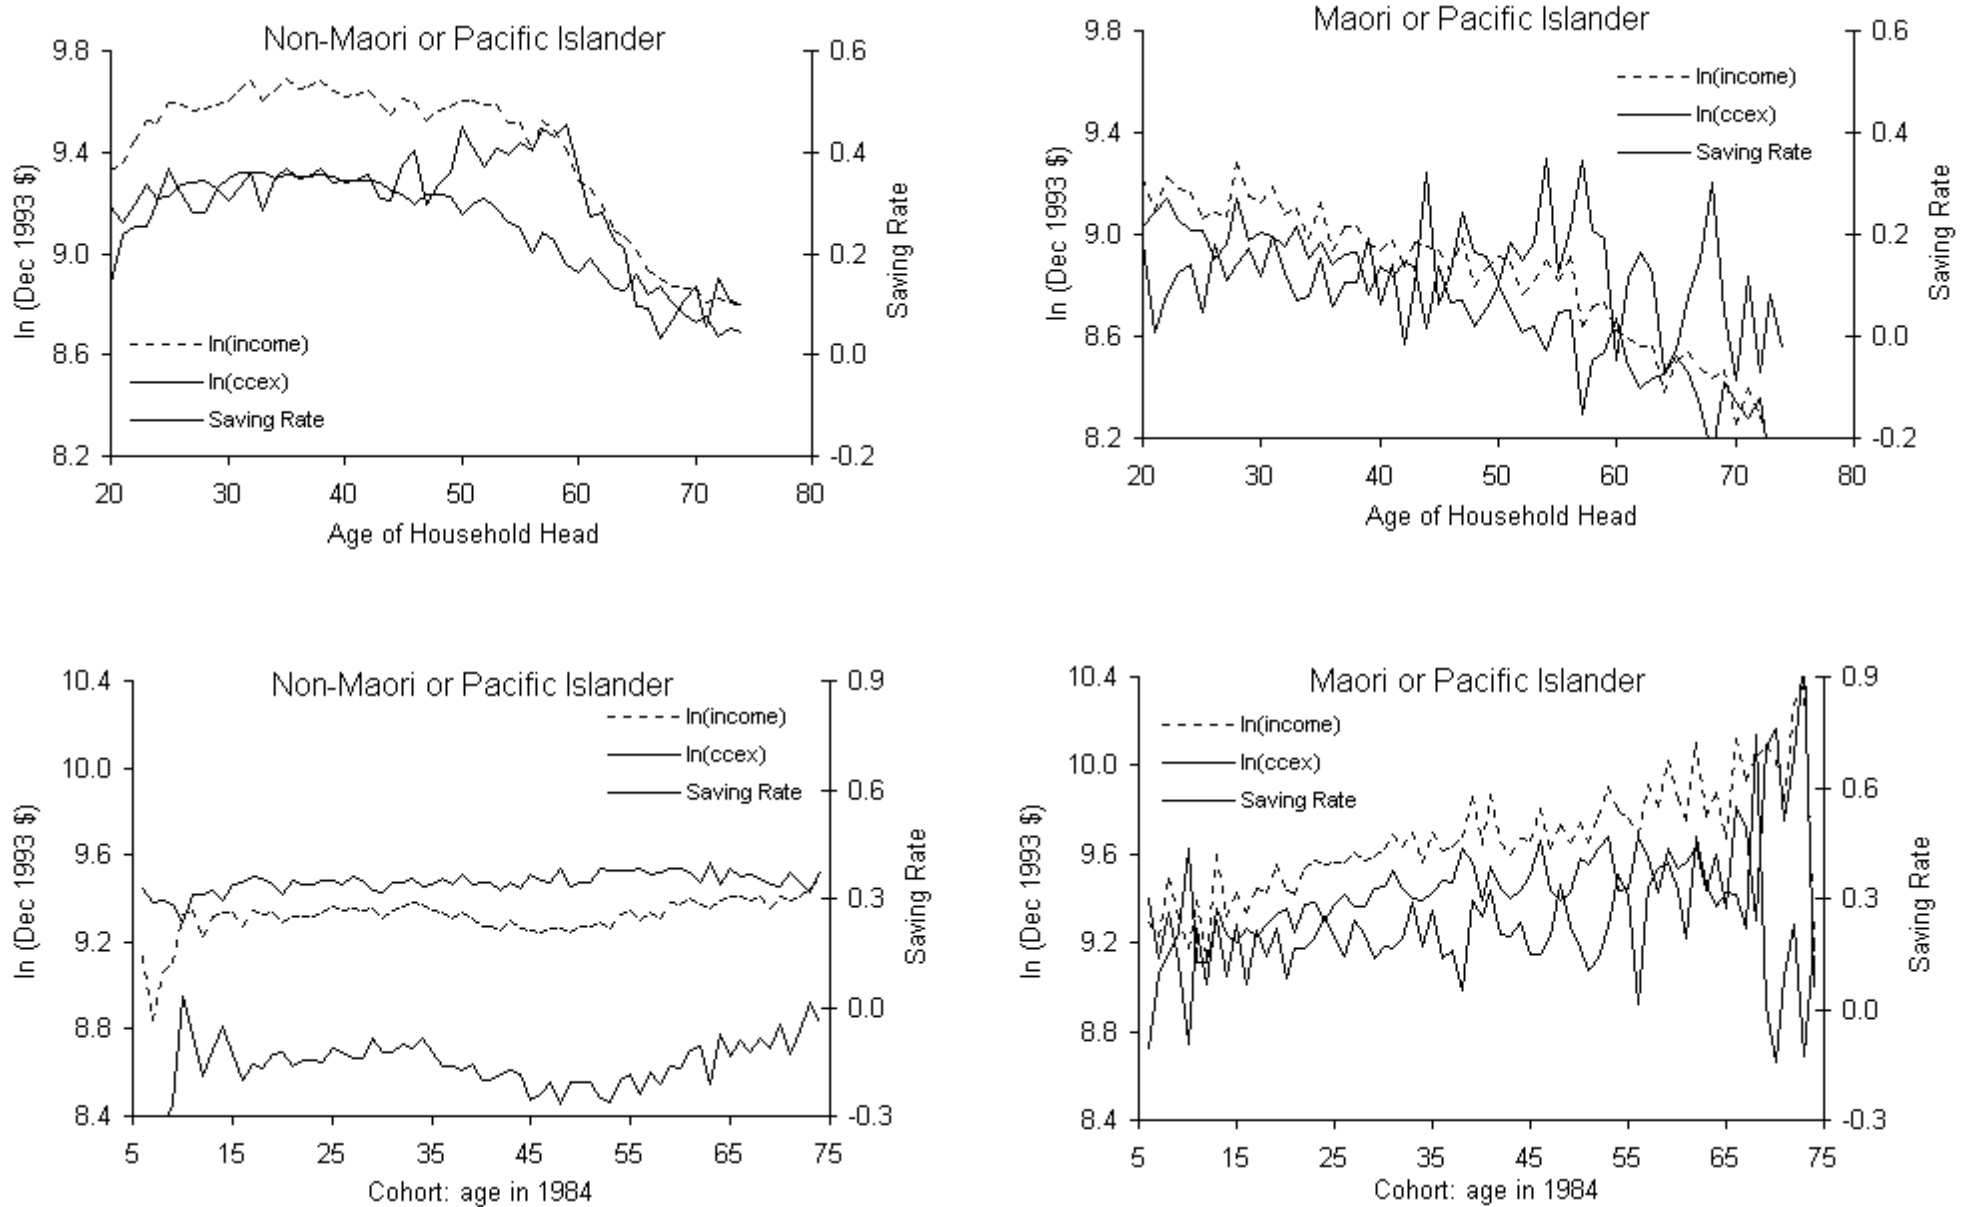 Non-Maori or Pacific Islander
9.8
9.4
9.0
8.6
8.2
ln (Dec 1993 $)
0.6
0.4
0.2
0.0
-0.2
Saving Rate
ln(income)
ln(ccex)
Saving Rate
20 30 40 50 60 70 80
Age of Household Head
Maori or Pacific Islander
9.8
9.4
9.0
8.6
8.2
ln (Dec 1993 $)
0.6
0.4
0.2
0.0
-0.2
Saving Rate
ln(income)
ln(ccex)
Saving Rate
20 30 40 50 60 70 80
Age of Household Head
Non-Maori or Pacific Islander
10.4
10.0
9.6
9.2
8.8
8.4
ln (Dec 1993 $)
0.9
0.6
0.3
0.0
-0.3
Saving Rate
ln(income)
ln(ccex)
Saving Rate
5 15 25 35 45 55 65 75
Cohort: age in 1984
Maori or Pacific Islander
10.4
10.0
9.6
9.2
8.8
8.4
ln (Dec 1993 $)
0.9
0.6
0.3
0.0
-0.3
Saving Rate
ln(income)
ln(ccex)
Saving Rate
5 15 25 35 45 55 65 75
Cohort: age in 1984